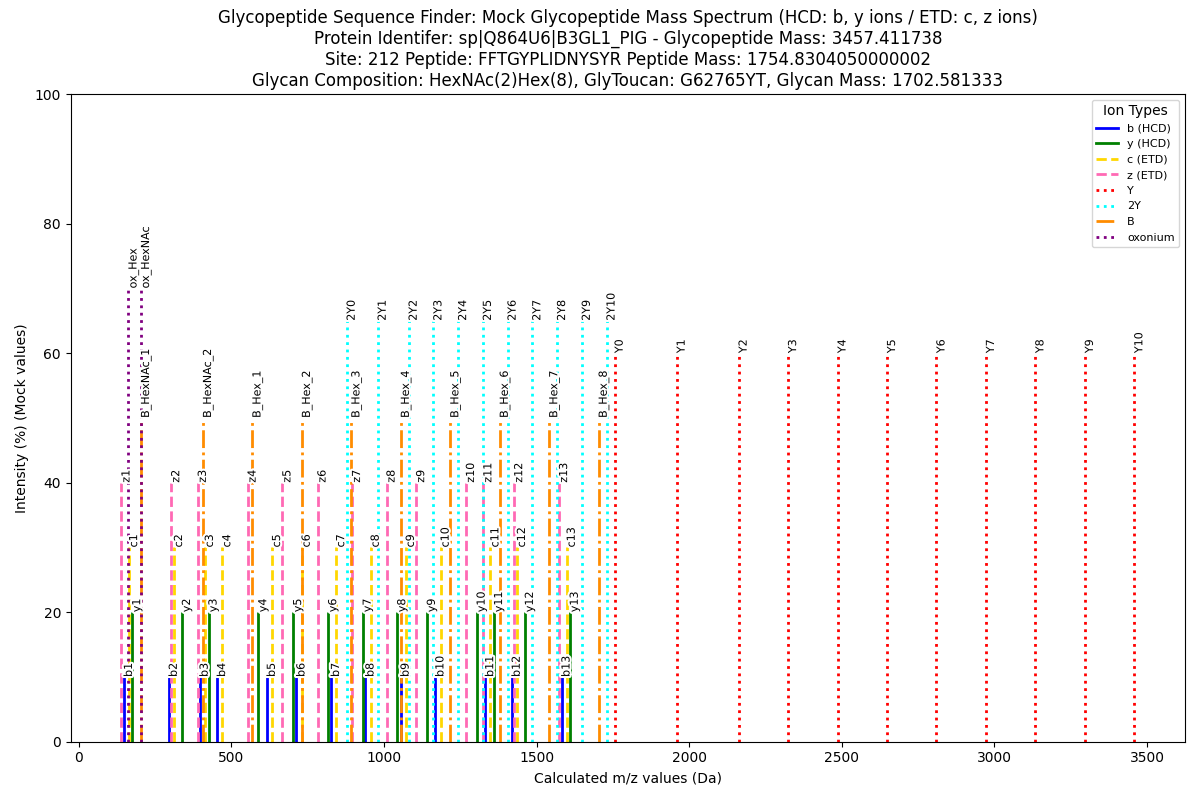 Glycopeptide Sequence Finder: Mock Glycopeptide Mass Spectrum (HCD: b, y ions / ETD: c, z ions)
Protein Identifer: sp|Q864U6|B3GL1_PIG - Glycopeptide Mass: 3457.411738
Site: 212 Peptide: FFTGYPLIDNYSYR Peptide Mass: 1754.8304050000002
Glycan Composition: HexNAc(2)Hex(8), GlyToucan: G62765YT, Glycan Mass: 1702.581333
Intensity (%) (Mock values)
100
80
60
40
20
0
Ion Types
b (HCD)
y (HCD)
c (ETD)
z (ETD)
Y
2Y
B
oxonium
ox_Hex
ox_HexNAc
2Y0
2Y1
2Y2
2Y3
2Y4
2Y5
2Y6
2Y7
2Y8
2Y9
2Y10
Y0
Y1
Y2
Y3
Y4
Y5
Y6
Y7
Y8
Y9
Y10
B_HexNAc_1
B_HexNAc_2
B_Hex_1
B_Hex_2
B_Hex_3
B_Hex_4
B_Hex_5
B_Hex_6
B_Hex_7
B_Hex_8
z1
z2
z3
z4
z5
z6
z7
z8
z9
z10
z11
z12
z13
c1
c2
c3
c4
c5
c6
c7
c8
c9
c10
c11
c12
c13
y1
y2
y3
y4
y5
y6
y7
y8
y9
y10
y11
y12
y13
b1
b2
b3
b4
b5
b6
b7
b8
b9
b10
b11
b12
b13
0
500
1000
1500
2000
2500
3000
3500
Calculated m/z values (Da)